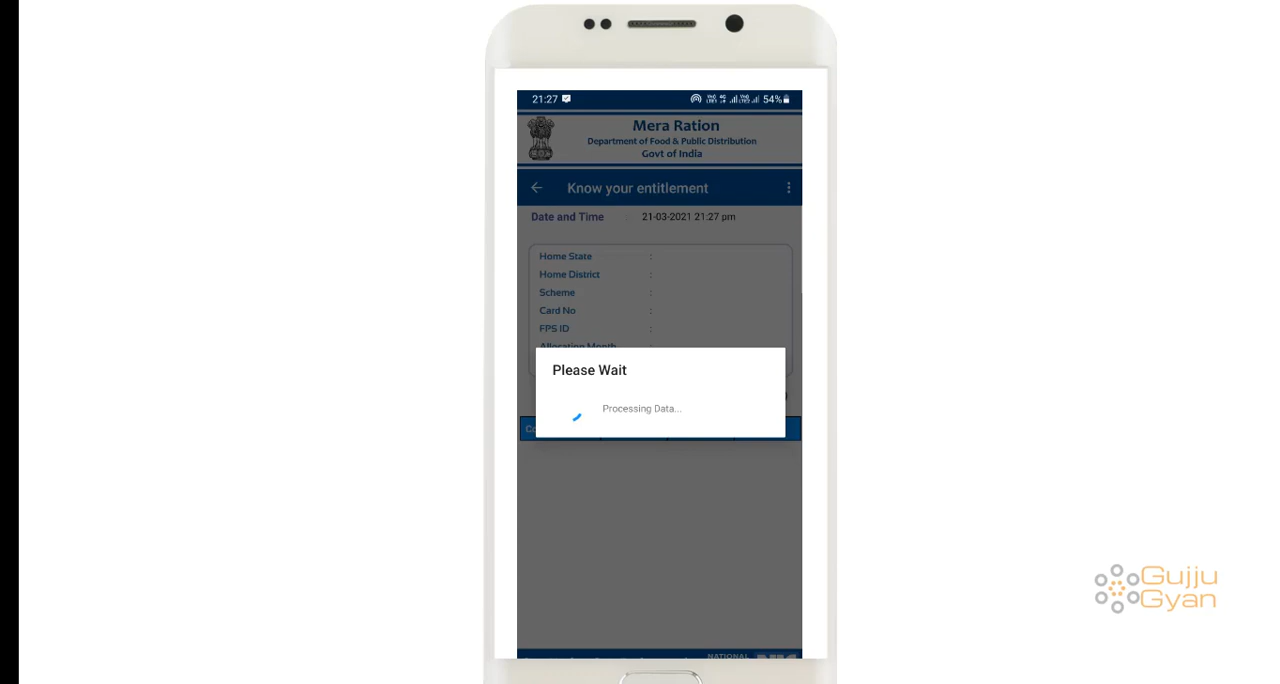 21:27
54%
Mera Ration
Department of Food & Public Distribution
Govt of India
Know your entitlement
Date and Time : 21-03-2021 21:27 pm
Home State :
Home District :
Scheme :
Card No :
FPS ID :
Allocation Month :
Please Wait
Processing Data...
NATIONAL
NIC
Gujju
Gyan